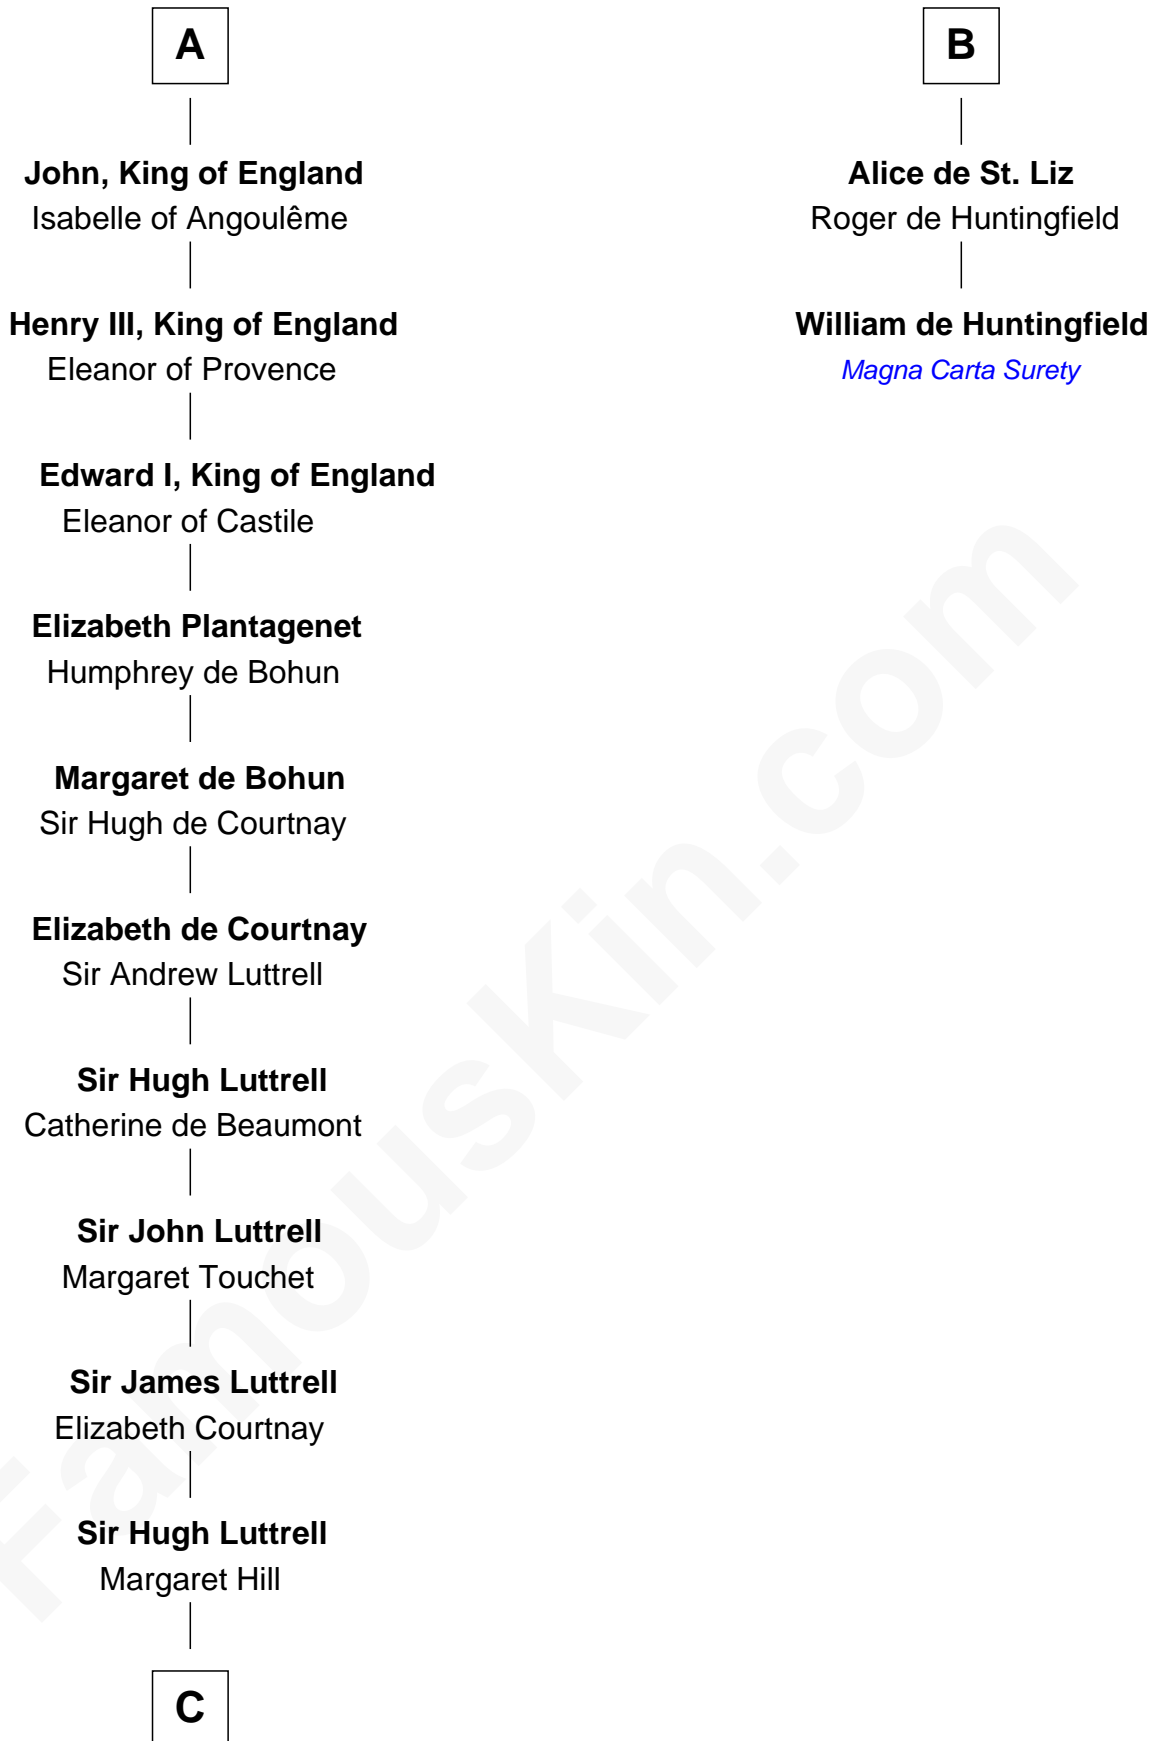 A
John, King of England
Isabelle of Angoulême
Henry III, King of England
Eleanor of Provence
Edward I, King of England
Eleanor of Castile
Elizabeth Plantagenet
Humphrey de Bohun
Margaret de Bohun
Sir Hugh de Courtnay
Elizabeth de Courtnay
Sir Andrew Luttrell
Sir Hugh Luttrell
Catherine de Beaumont
Sir John Luttrell
Margaret Touchet
Sir James Luttrell
Elizabeth Courtnay
Sir Hugh Luttrell
Margaret Hill
C
B
Alice de St. Liz
Roger de Huntingfield
William de Huntingfield
Magna Carta Surety
FamousKin.com